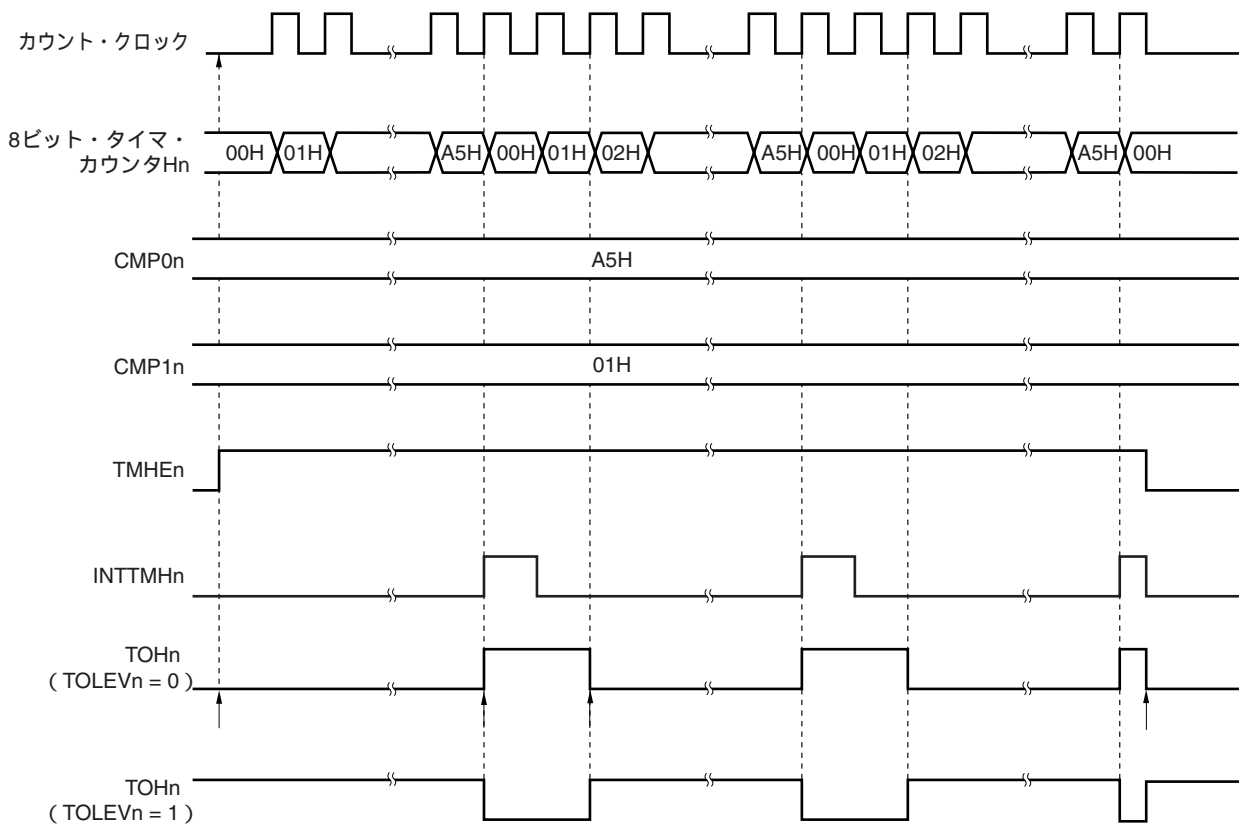 カウント・クロック
8ビット・タイマ・
カウンタHn
00H 01H A5H 00H 01H 02H A5H 00H 01H 02H A5H 00H
CMP0n
A5H
CMP1n
01H
TMHEn
INTTMHn
TOHn
(TOLEVn = 0)
TOHn
(TOLEVn = 1)